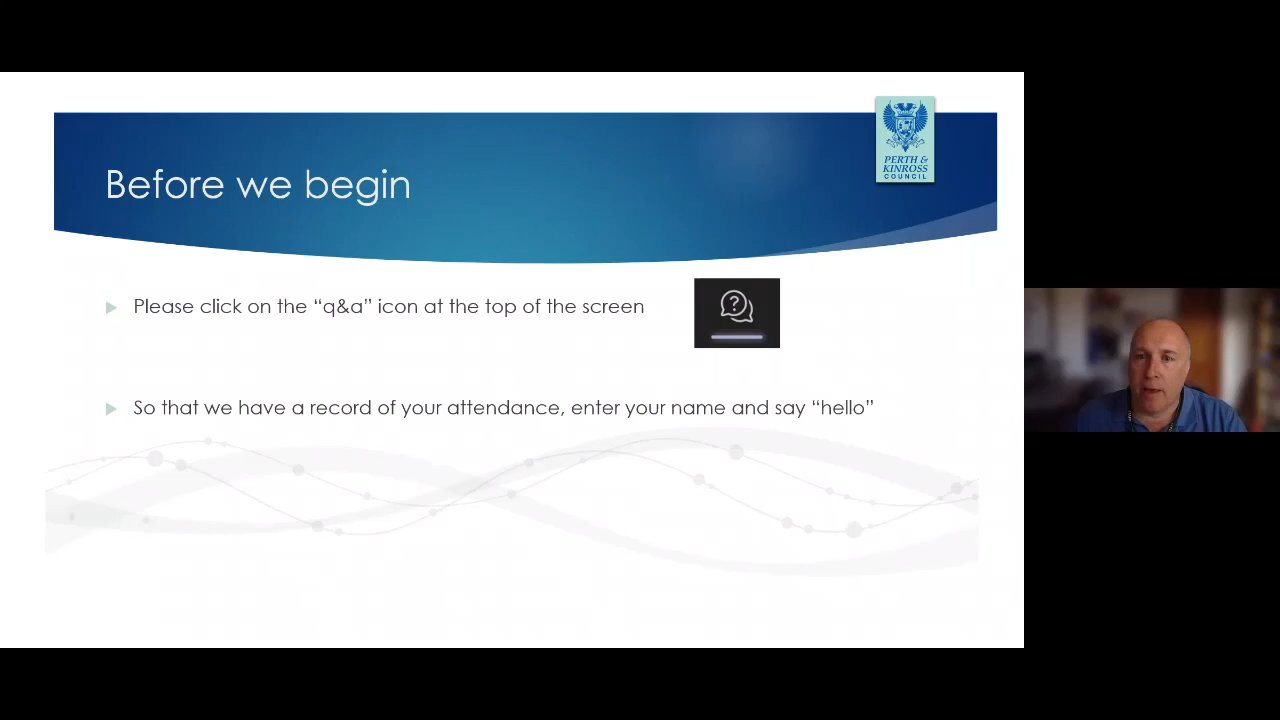 Before we begin
PERTH &
KINROSS
COUNCIL
Please click on the “q&a” icon at the top of the screen
?
So that we have a record of your attendance, enter your name and say “hello”